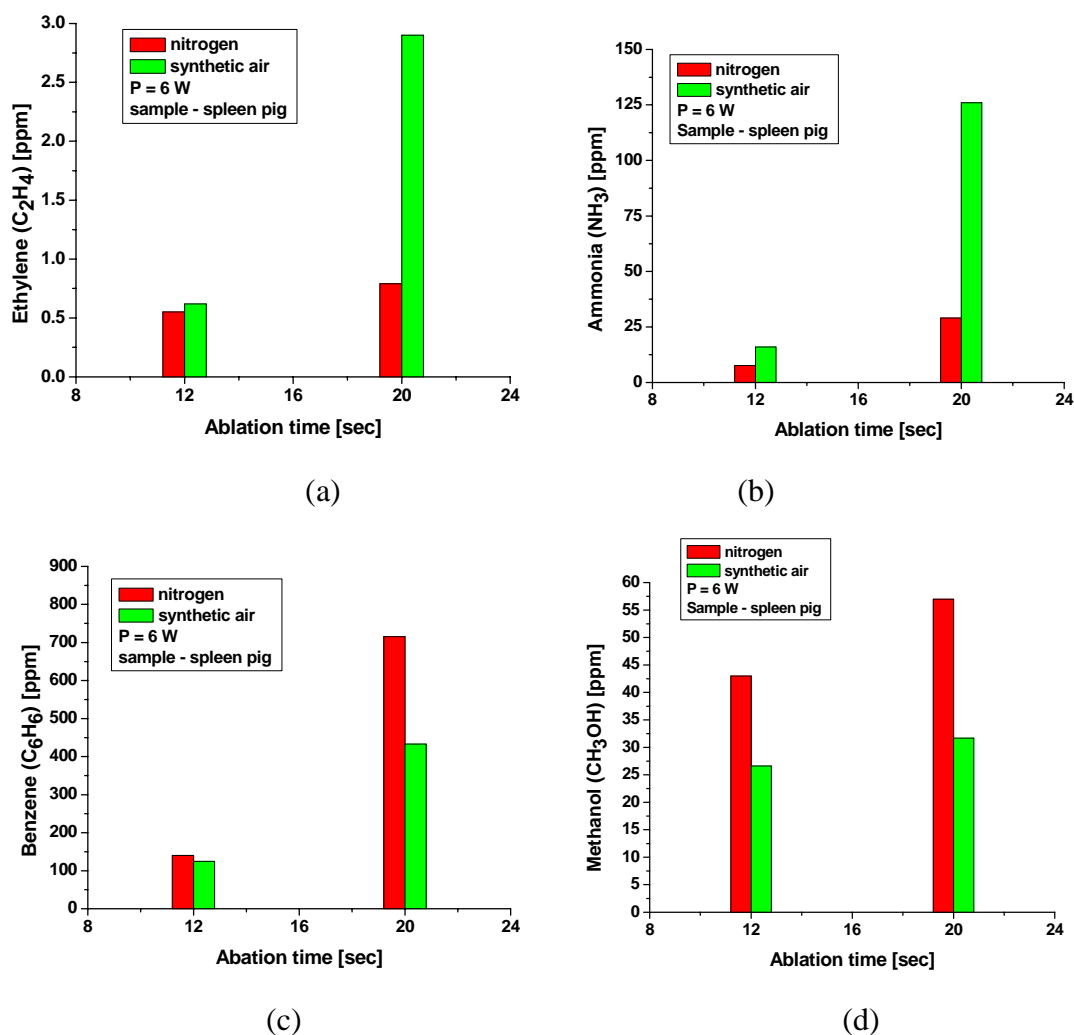 3.0
2.5
2.0
1.5
1.0
0.5
0.0
Ethylene (C₂H₄) [ppm]
nitrogen
synthetic air
P = 6 W
sample - spleen pig
8 12 16 20 24
Ablation time [sec]
(a)
150
125
100
75
50
25
0
Ammonia (NH₃) [ppm]
nitrogen
synthetic air
P = 6 W
Sample - spleen pig
8 12 16 20 24
Ablation time [sec]
(b)
900
800
700
600
500
400
300
200
100
0
Benzene (C₆H₆) [ppm]
nitrogen
synthetic air
P = 6 W
sample - spleen pig
8 12 16 20 24
Abation time [sec]
(c)
60
55
50
45
40
35
30
25
20
15
10
5
0
Methanol (CH₃OH) [ppm]
nitrogen
synthetic air
P = 6 W
Sample - spleen pig
8 12 16 20 24
Ablation time [sec]
(d)